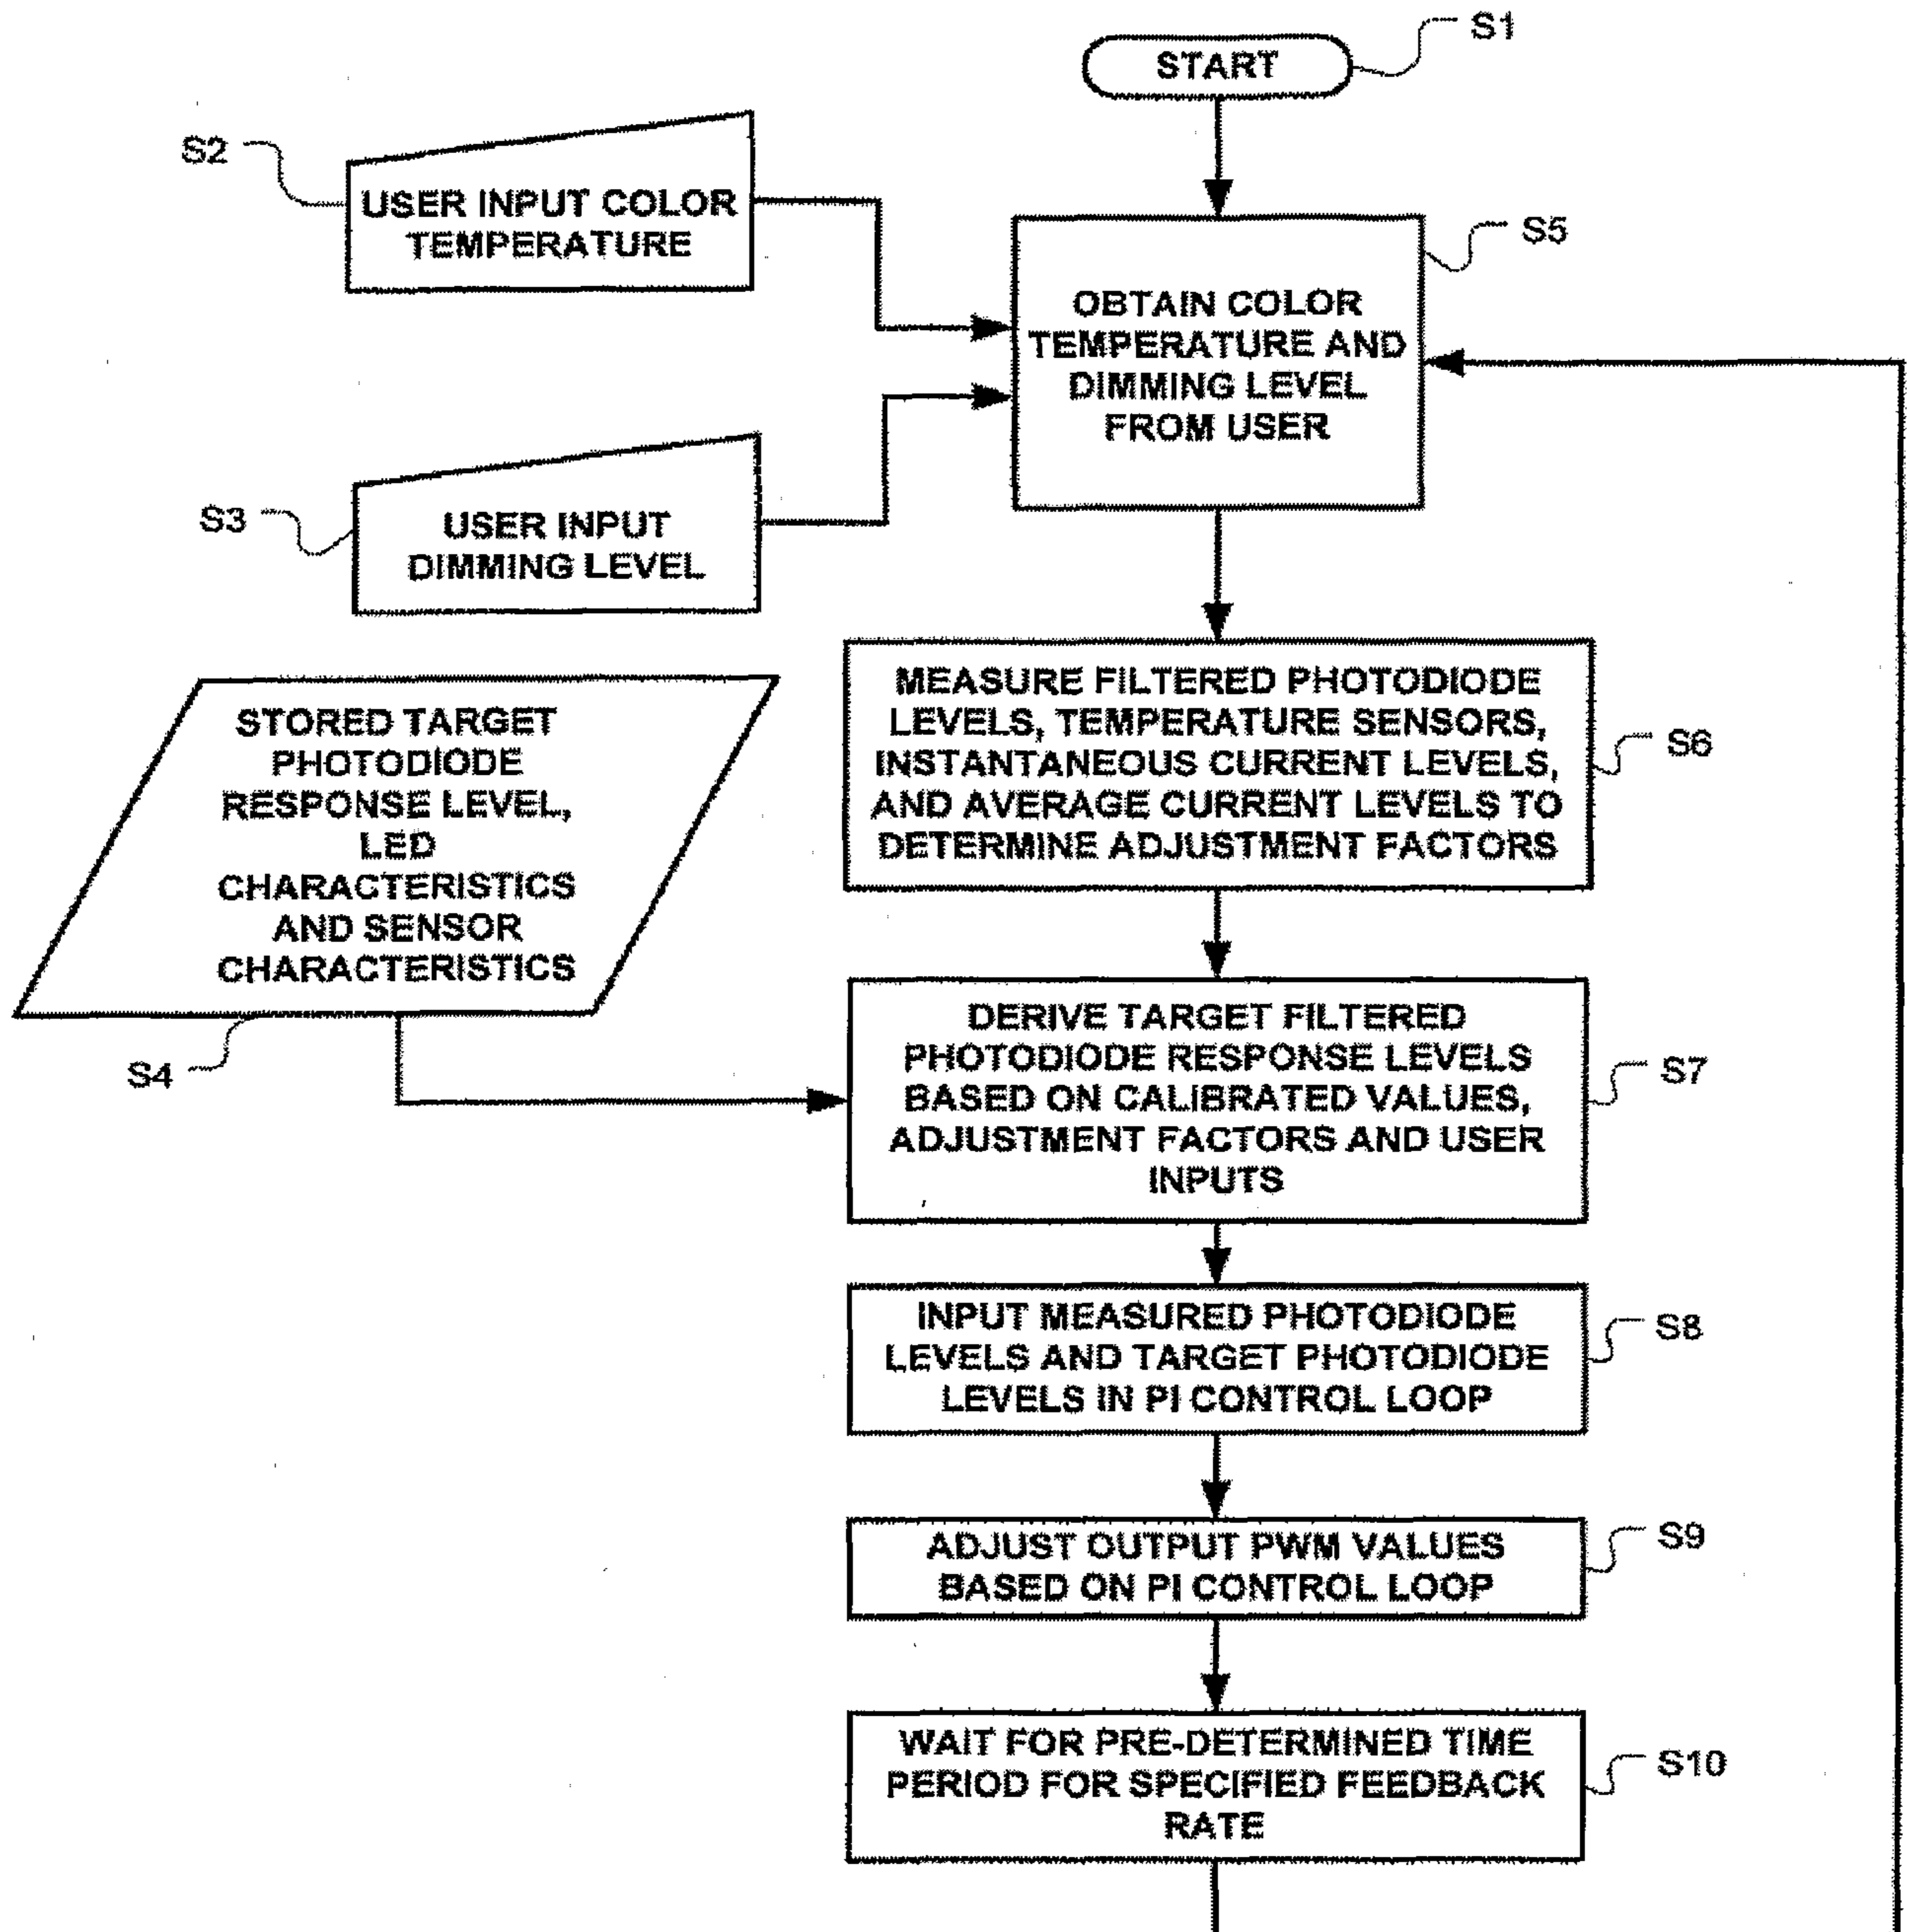 START
S1
S2
USER INPUT COLOR
TEMPERATURE
S5
OBTAIN COLOR
TEMPERATURE AND
DIMMING LEVEL
FROM USER
S3
USER INPUT
DIMMING LEVEL
MEASURE FILTERED PHOTODIODE
LEVELS, TEMPERATURE SENSORS,
INSTANTANEOUS CURRENT LEVELS,
AND AVERAGE CURRENT LEVELS TO
DETERMINE ADJUSTMENT FACTORS
S6
STORED TARGET
PHOTODIODE
RESPONSE LEVEL,
LED
CHARACTERISTICS
AND SENSOR
CHARACTERISTICS
S4
DERIVE TARGET FILTERED
PHOTODIODE RESPONSE LEVELS
BASED ON CALIBRATED VALUES,
ADJUSTMENT FACTORS AND USER
INPUTS
S7
INPUT MEASURED PHOTODIODE
LEVELS AND TARGET PHOTODIODE
LEVELS IN PI CONTROL LOOP
S8
ADJUST OUTPUT PWM VALUES
BASED ON PI CONTROL LOOP
S9
WAIT FOR PRE-DETERMINED TIME
PERIOD FOR SPECIFIED FEEDBACK
RATE
S10